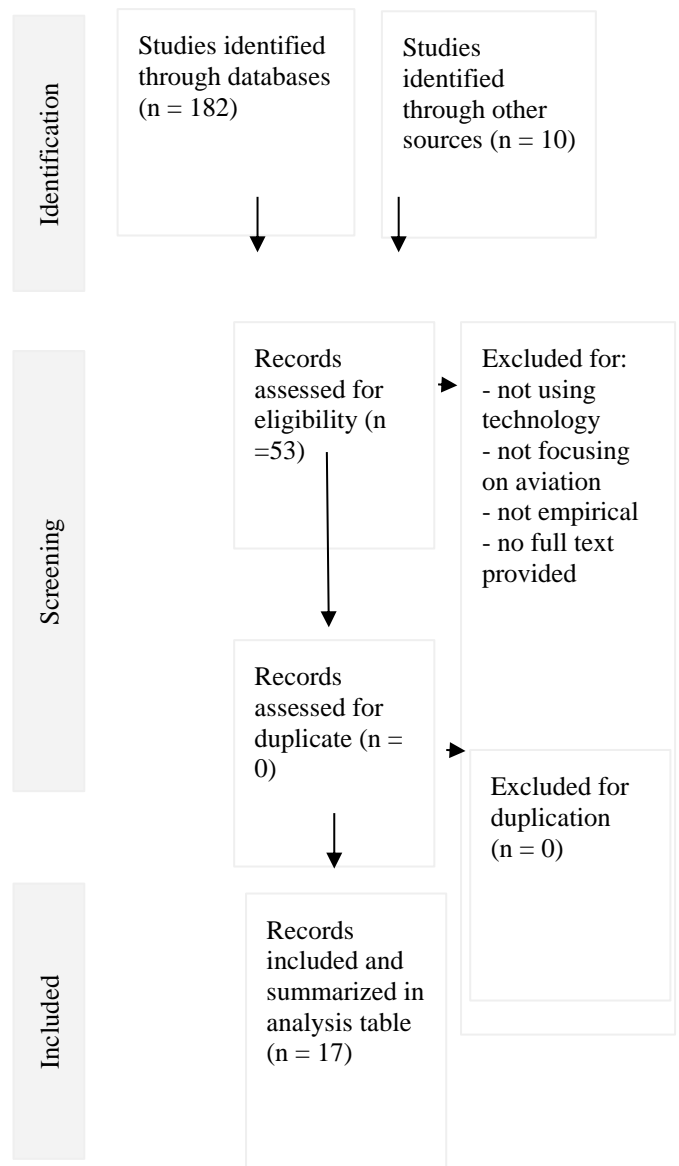 Identification
Studies identified
through databases
(n = 182)
Studies
identified
through other
sources (n = 10)
Screening
Records
assessed for
eligibility (n
=53)
Excluded for:
- not using
technology
- not focusing
on aviation
- not empirical
- no full text
provided
Records
assessed for
duplicate (n =
0)
Excluded for
duplication
(n = 0)
Included
Records
included and
summarized in
analysis table
(n = 17)